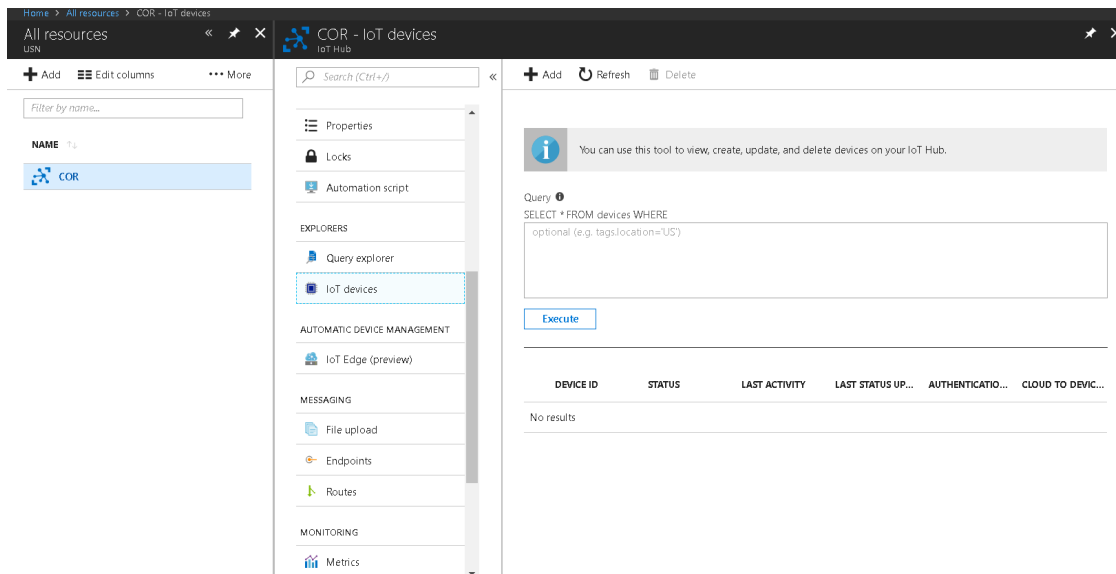 Home > All resources > COR - IoT devices
All resources
USN
Add Edit columns ••• More
Filter by name...
NAME
COR
COR - IoT devices
IoT Hub
Search (Ctrl+/)
Properties
Locks
Automation script
EXPLORERS
Query explorer
IoT devices
AUTOMATIC DEVICE MANAGEMENT
IoT Edge (preview)
MESSAGING
File upload
Endpoints
Routes
MONITORING
Metrics
Add Refresh Delete
You can use this tool to view, create, update, and delete devices on your IoT Hub.
Query
SELECT * FROM devices WHERE
optional (e.g. tags.location='US')
Execute
DEVICE ID STATUS LAST ACTIVITY LAST STATUS UP... AUTHENTICATIO... CLOUD TO DEVIC...
No results